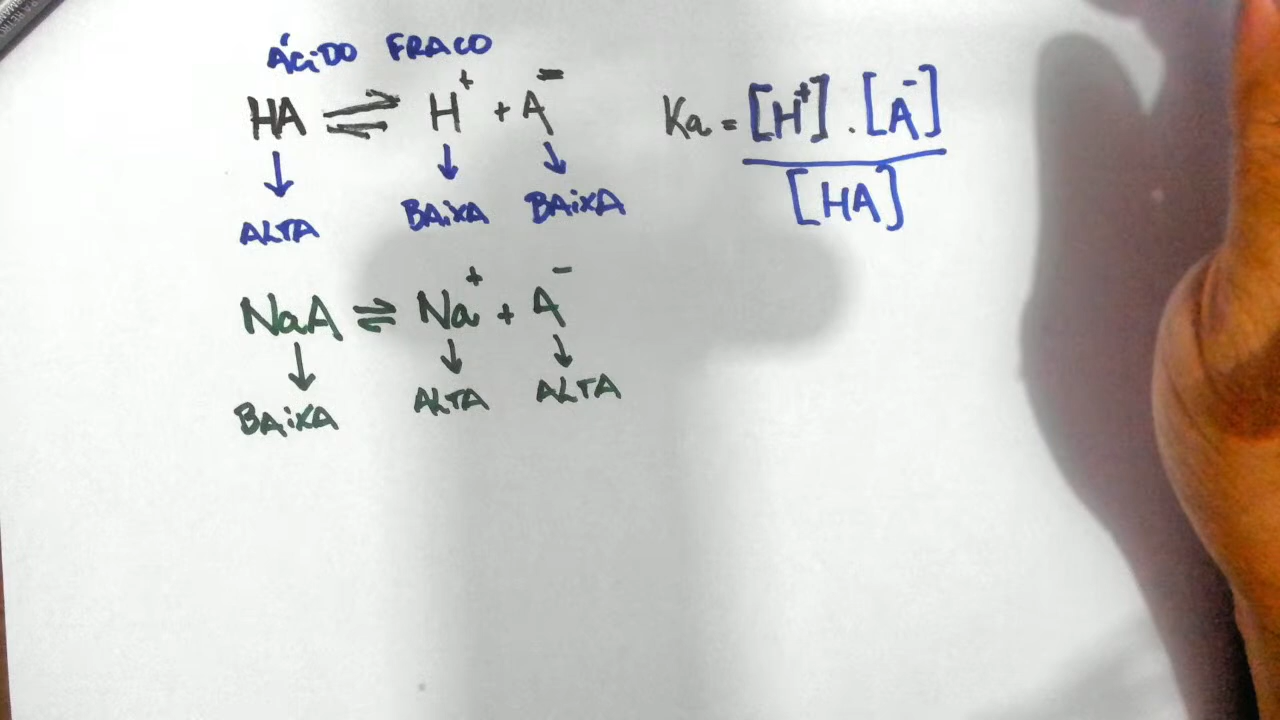 ÁCiDO FRACO
HA ⇌ H⁺ + A⁻
↓ ↓ ↓
ALTA BAiXA BAiXA
Ka = [H⁺] . [A⁻]
[HA]
NaA ⇌ Na⁺ + A⁻
↓ ↓ ↓
BAiXA ALTA ALTA